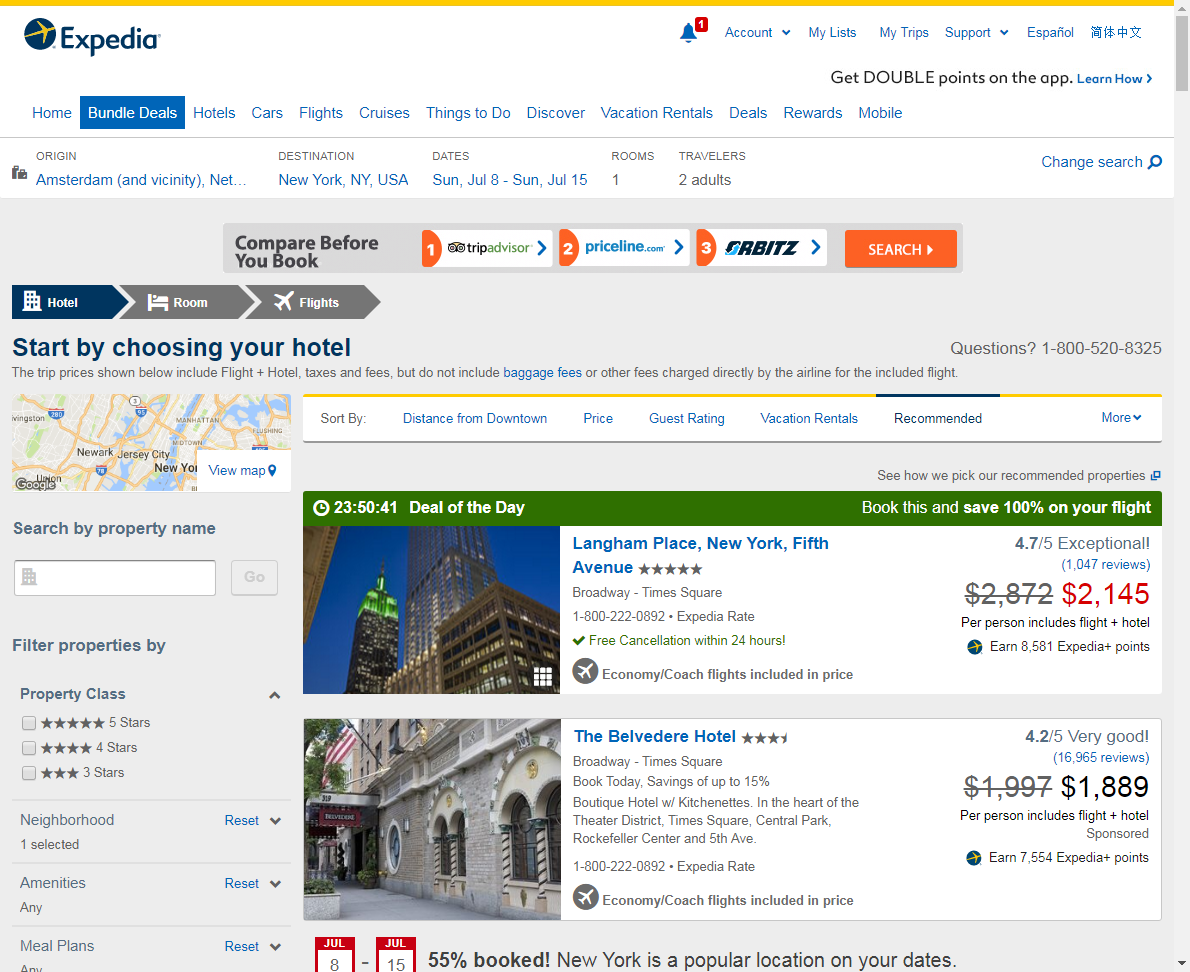 Expedia
1
Account
My Lists
My Trips
Support
Español
简体中文
Get DOUBLE points on the app. Learn How
Home
Bundle Deals
Hotels
Cars
Flights
Cruises
Things to Do
Discover
Vacation Rentals
Deals
Rewards
Mobile
ORIGIN
Amsterdam (and vicinity), Net...
DESTINATION
New York, NY, USA
DATES
Sun, Jul 8 - Sun, Jul 15
ROOMS
1
TRAVELERS
2 adults
Change search
Compare Before
You Book
1 tripadvisor
2 priceline.com
3 ORBITZ
SEARCH
Hotel
Room
Flights
Start by choosing your hotel
Questions? 1-800-520-8325
The trip prices shown below include Flight + Hotel, taxes and fees, but do not include baggage fees or other fees charged directly by the airline for the included flight.
vingston
280
3
95
MANHATTAN
FLUSHING
MIDTOWN
Newark
Jersey City
78
New Yor
Union
Google
View map
Sort By:
Distance from Downtown
Price
Guest Rating
Vacation Rentals
Recommended
More
See how we pick our recommended properties
Search by property name
Go
Filter properties by
Property Class
5 Stars
4 Stars
3 Stars
Neighborhood
Reset
1 selected
Amenities
Reset
Any
Meal Plans
Reset
Any
23:50:41 Deal of the Day
Book this and save 100% on your flight
Langham Place, New York, Fifth
Avenue
Broadway - Times Square
1-800-222-0892 • Expedia Rate
Free Cancellation within 24 hours!
Economy/Coach flights included in price
4.7/5 Exceptional!
(1,047 reviews)
$2,872 $2,145
Per person includes flight + hotel
Earn 8,581 Expedia+ points
319
BELVEDERE
The Belvedere Hotel
Broadway - Times Square
Book Today, Savings of up to 15%
Boutique Hotel w/ Kitchenettes. In the heart of the
Theater District, Times Square, Central Park,
Rockefeller Center and 5th Ave.
1-800-222-0892 • Expedia Rate
Economy/Coach flights included in price
4.2/5 Very good!
(16,965 reviews)
$1,997 $1,889
Per person includes flight + hotel
Sponsored
Earn 7,554 Expedia+ points
JUL
8
-
JUL
15
55% booked! New York is a popular location on your dates.